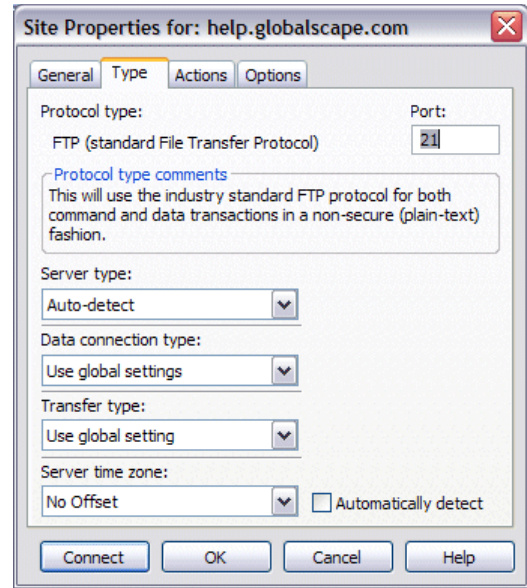 Site Properties for: help.globalscape.com
General Type Actions Options
Protocol type: Port:
FTP (standard File Transfer Protocol) 21
Protocol type comments
This will use the industry standard FTP protocol for both
command and data transactions in a non-secure (plain-text)
fashion.
Server type:
Auto-detect
Data connection type:
Use global settings
Transfer type:
Use global setting
Server time zone:
No Offset Automatically detect
Connect OK Cancel Help